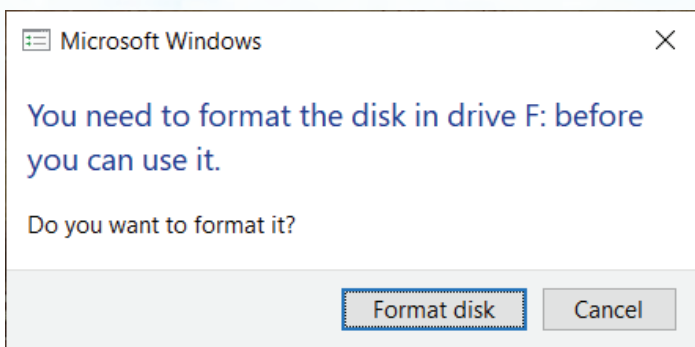 Microsoft Windows
You need to format the disk in drive F: before
you can use it.
Do you want to format it?
Format disk
Cancel